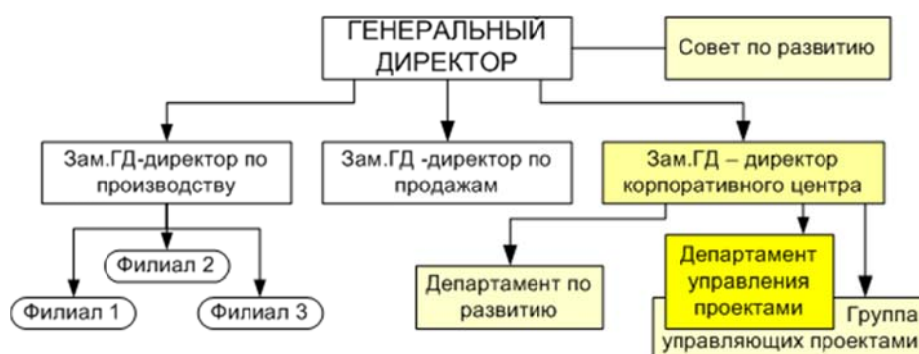 ГЕНЕРАЛЬНЫЙ
ДИРЕКТОР
Совет по развитию
Зам.ГД-директор по
производству
Зам.ГД -директор по
продажам
Зам.ГД – директор
корпоративного центра
Филиал 1
Филиал 2
Филиал 3
Департамент по
развитию
Департамент
управления
проектами
Группа
управляющих проектами